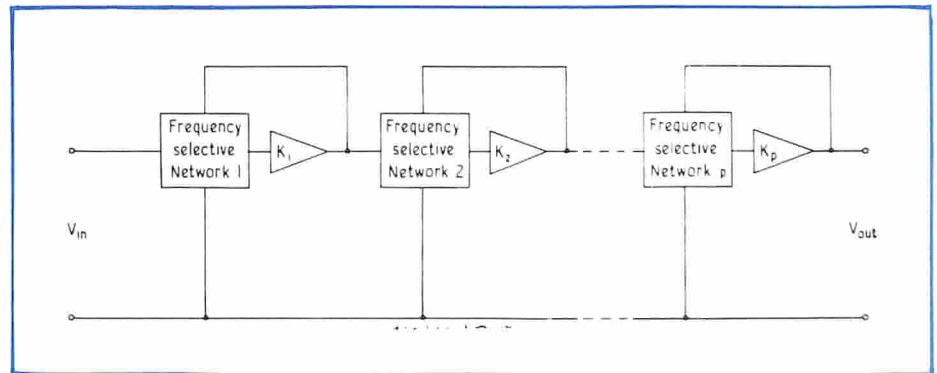 Frequency
selective
Network 1
K₁
Frequency
selective
Network 2
K₂
Frequency
selective
Network p
Kₚ
Vin
Vout